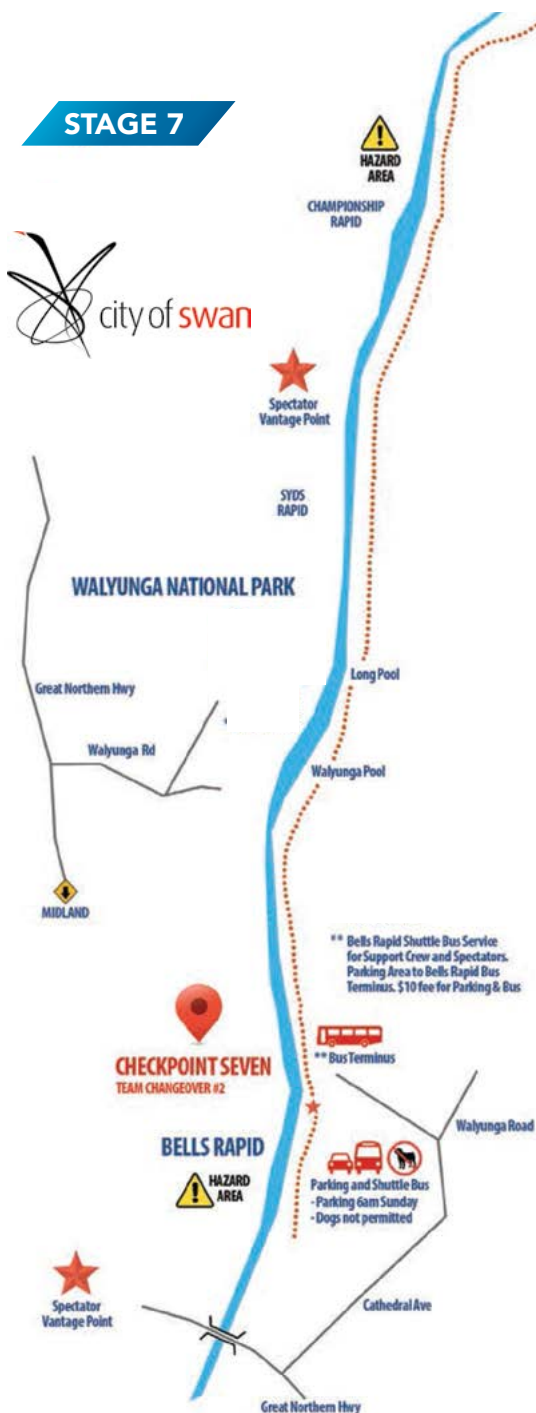 STAGE 7
HAZARD
AREA
CHAMPIONSHIP
RAPID
city of swan
Spectator
Vantage Point
SYDS
RAPID
WALYUNGA NATIONAL PARK
Long Pool
Great Northern Hwy
Walyunga Rd
Walyunga Pool
MIDLAND
** Bells Rapid Shuttle Bus Service
for Support Crew and Spectators.
Parking Area to Bells Rapid Bus
Terminus. $10 fee for Parking & Bus
CHECKPOINT SEVEN
TEAM CHANGEOVER #2
** Bus Terminus
Walyunga Road
BELLS RAPID
HAZARD
AREA
Parking and Shuttle Bus
- Parking 6am Sunday
- Dogs not permitted
Spectator
Vantage Point
Cathedral Ave
Great Northern Hwy